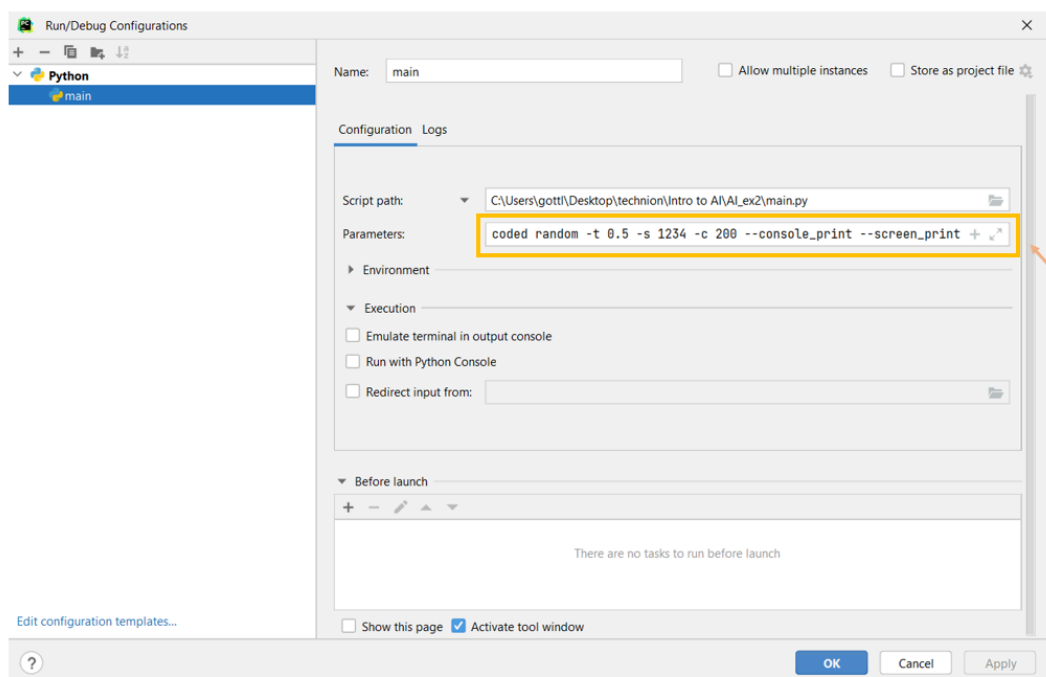 Run/Debug Configurations
Python
main
Edit configuration templates...
Name: main Allow multiple instances Store as project file
Configuration Logs
Script path: C:\Users\gottl\Desktop\technion\Intro to AI\AI_ex2\main.py
Parameters: coded random -t 0.5 -s 1234 -c 200 --console_print --screen_print
Environment
Execution
Emulate terminal in output console
Run with Python Console
Redirect input from:
Before launch
There are no tasks to run before launch
Show this page Activate tool window
? OK Cancel Apply